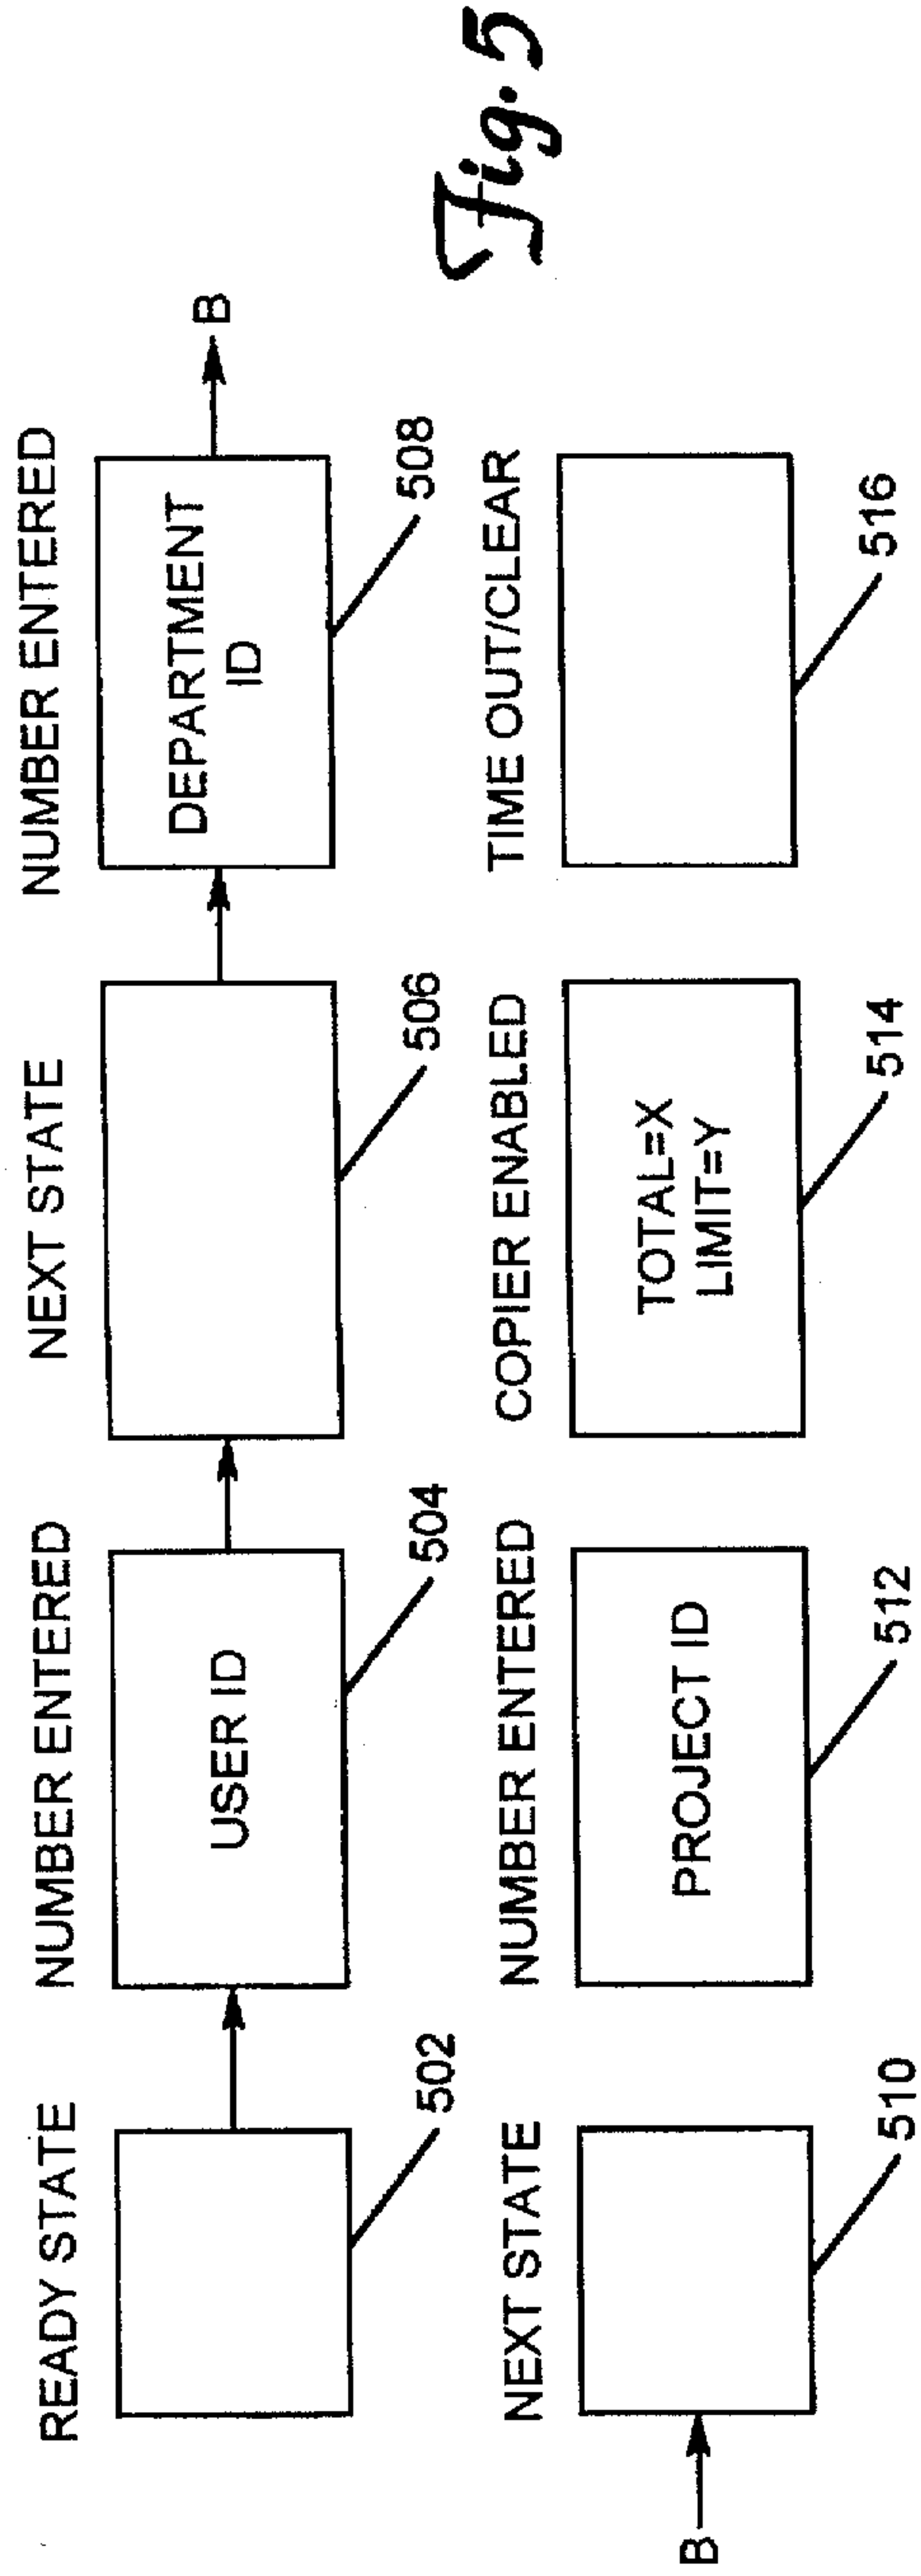 READY STATE
NUMBER ENTERED
NEXT STATE
NUMBER ENTERED
USER ID
DEPARTMENT
ID
B
502
504
506
508
NEXT STATE
NUMBER ENTERED
COPIER ENABLED
TIME OUT/CLEAR
B
PROJECT ID
TOTAL=X
LIMIT=Y
510
512
514
516
Fig. 5